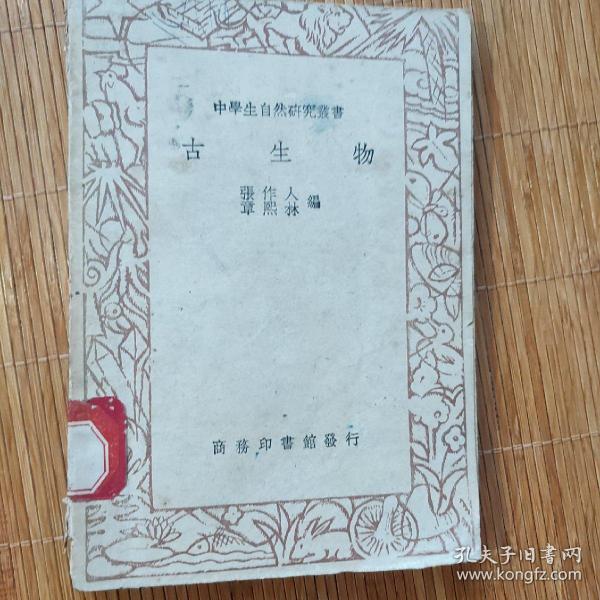 中學生自然研究叢書
古生物
張作人
章熙林
編
商務印書館發行
孔夫子旧书网
www.kongfz.com